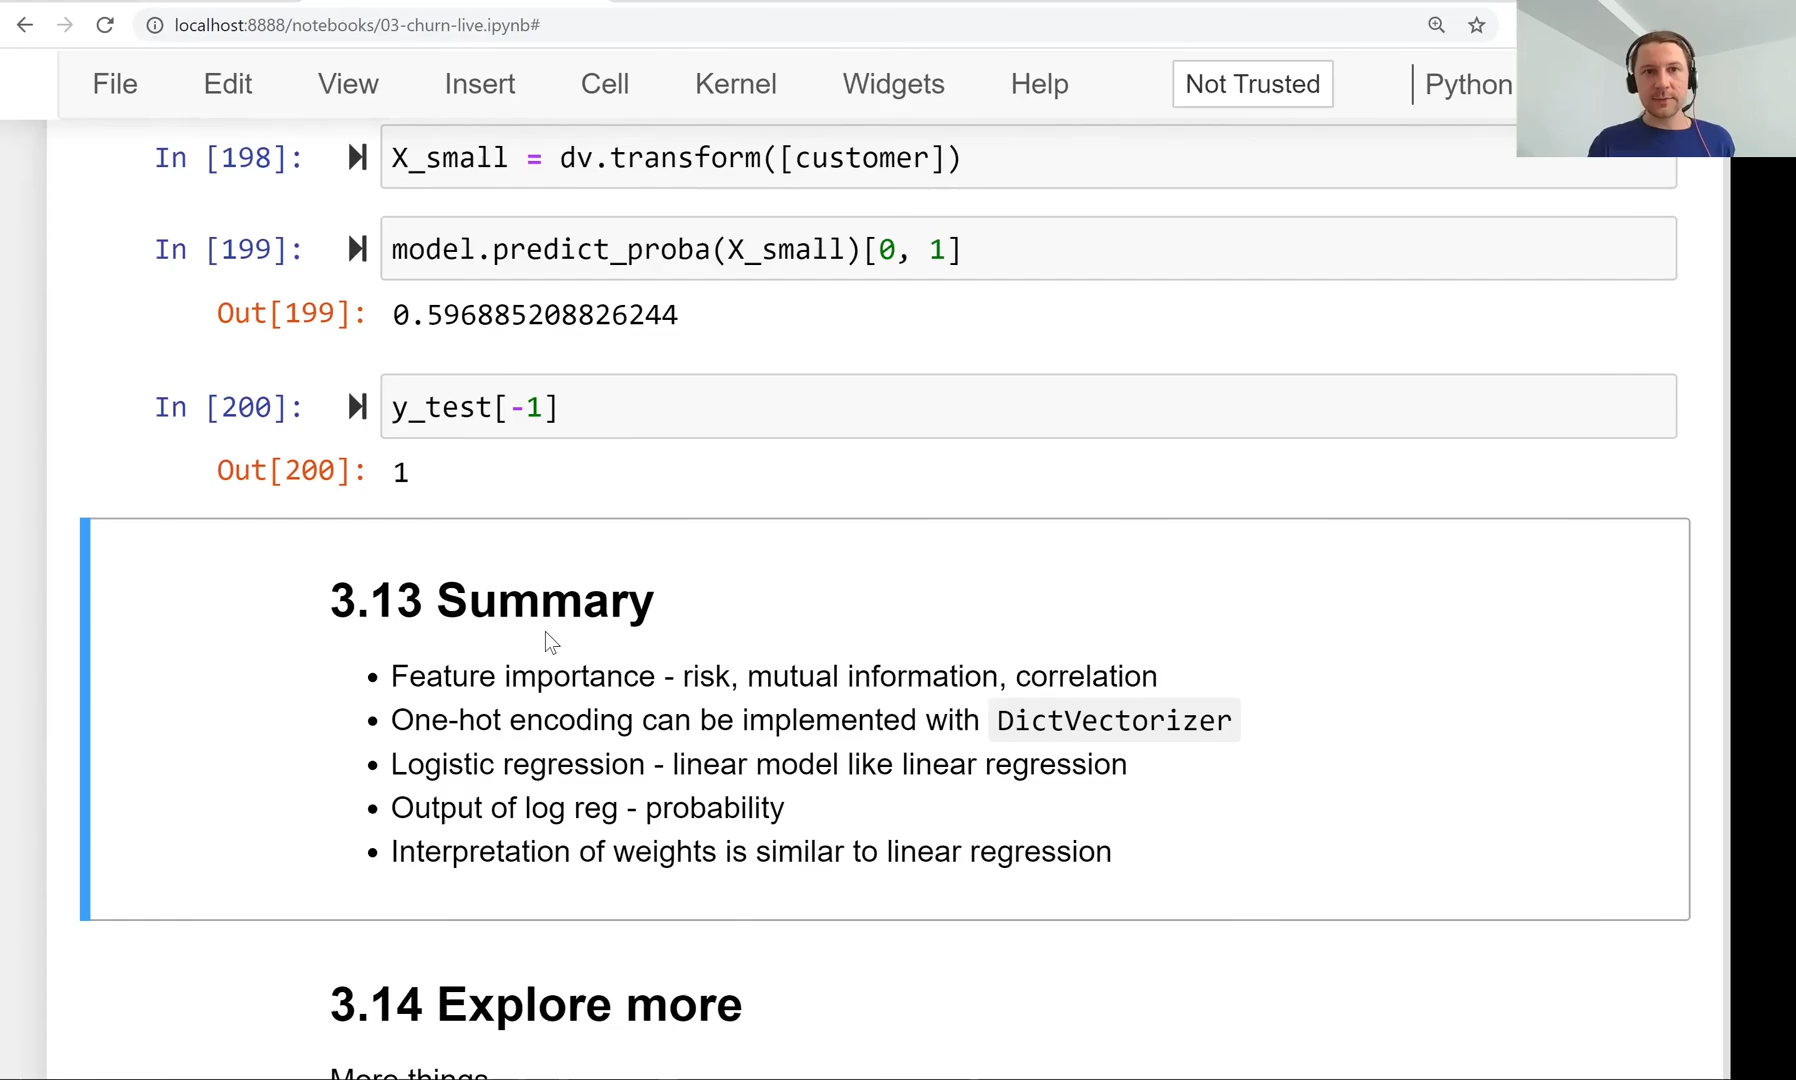 localhost:8888/notebooks/03-churn-live.ipynb#
File Edit View Insert Cell Kernel Widgets Help Not Trusted Python
In [198]: X_small = dv.transform([customer])
In [199]: model.predict_proba(X_small)[0, 1]
Out[199]: 0.596885208826244
In [200]: y_test[-1]
Out[200]: 1
3.13 Summary
• Feature importance - risk, mutual information, correlation
• One-hot encoding can be implemented with DictVectorizer
• Logistic regression - linear model like linear regression
• Output of log reg - probability
• Interpretation of weights is similar to linear regression
3.14 Explore more
More things